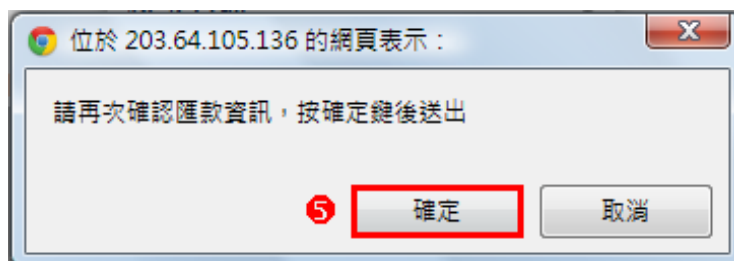 位於 203.64.105.136 的網頁表示：
請再次確認匯款資訊，按確定鍵後送出
5 確定 取消